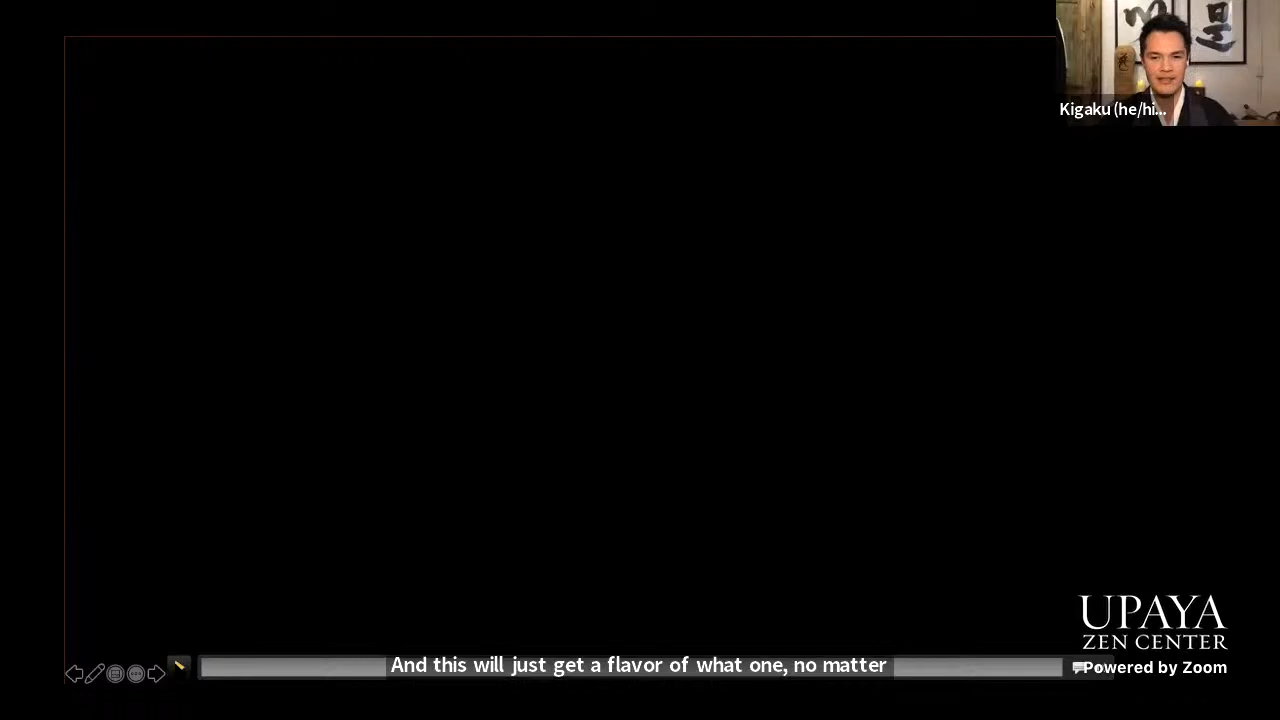 Kigaku (he/hi...
UPAYA
ZEN CENTER
And this will just get a flavor of what one, no matter
Powered by Zoom